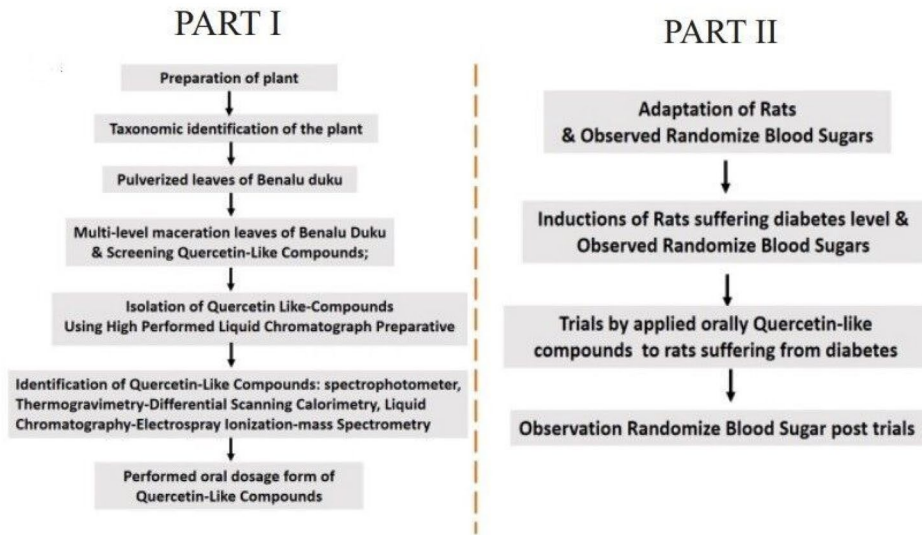 PART I
Preparation of plant
Taxonomic identification of the plant
Pulverized leaves of Benalu duku
Multi-level maceration leaves of Benalu Duku
& Screening Quercetin-Like Compounds;
Isolation of Quercetin Like-Compounds
Using High Performed Liquid Chromatograph Preparative
Identification of Quercetin-Like Compounds: spectrophotometer,
Thermogravimetry-Differential Scanning Calorimetry, Liquid
Chromatography-Electrospray Ionization-mass Spectrometry
Performed oral dosage form of
Quercetin-Like Compounds
PART II
Adaptation of Rats
& Observed Randomize Blood Sugars
Inductions of Rats suffering diabetes level &
Observed Randomize Blood Sugars
Trials by applied orally Quercetin-like
compounds to rats suffering from diabetes
Observation Randomize Blood Sugar post trials